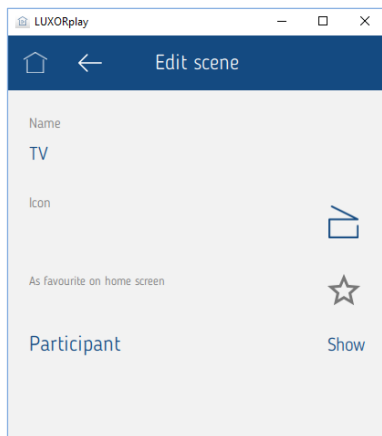 LUXORplay
Edit scene
Name
TV
Icon
As favourite on home screen
Participant Show